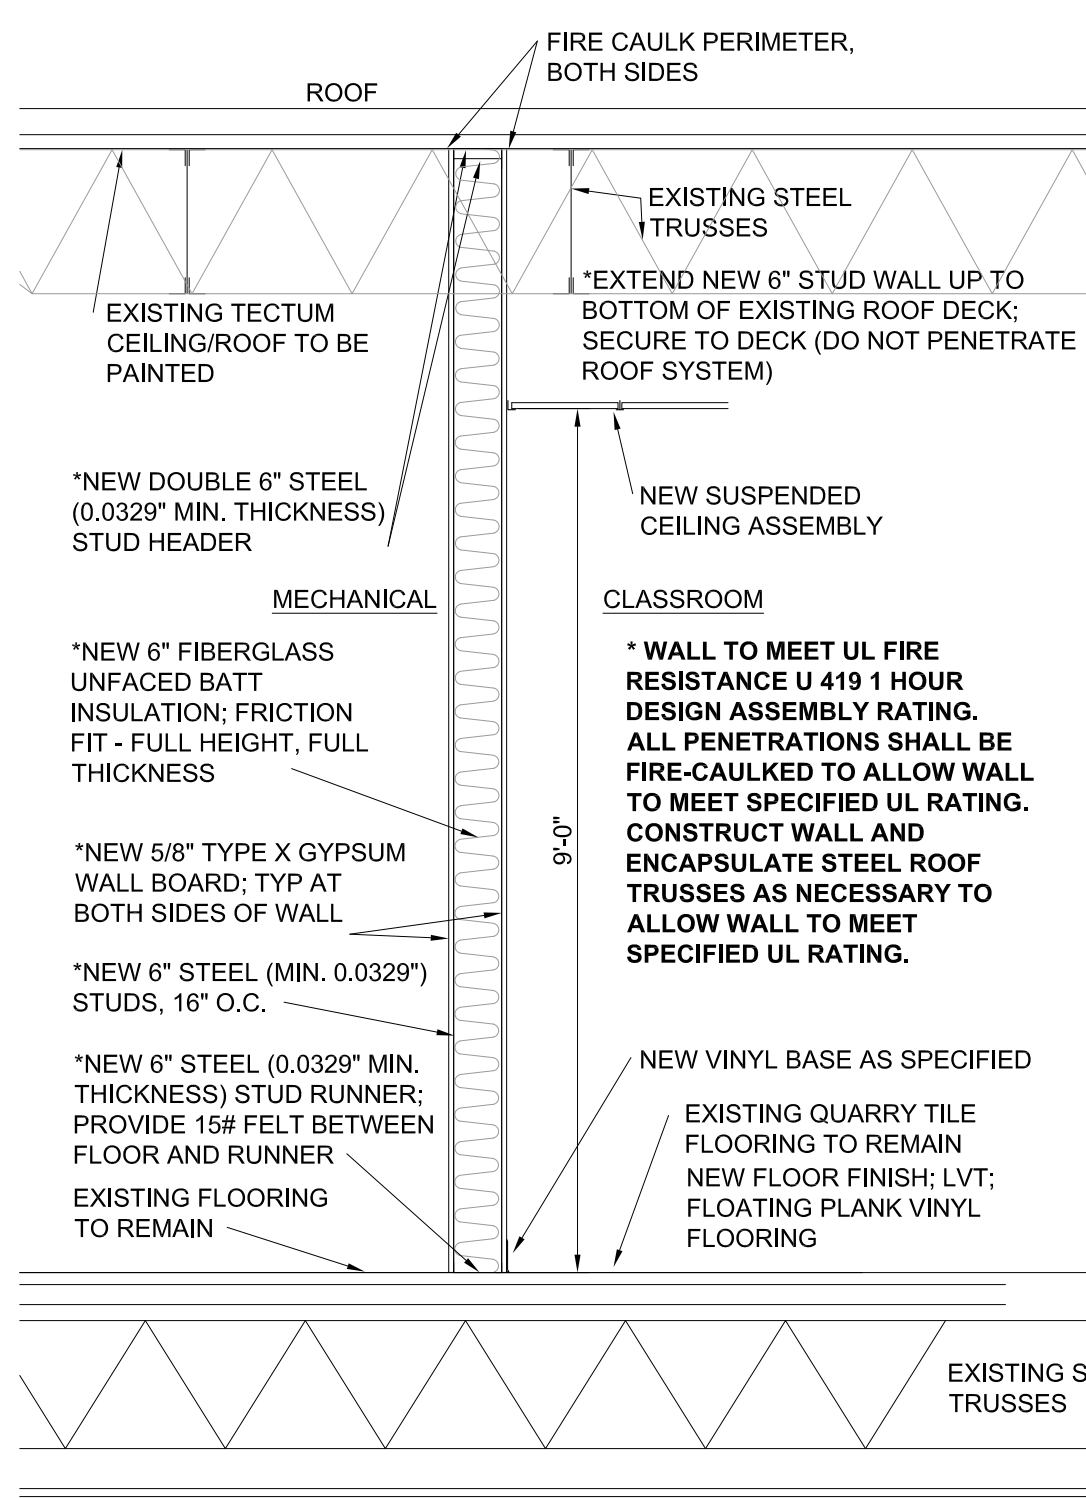 FIRE CAULK PERIMETER,
BOTH SIDES
ROOF
EXISTING STEEL
TRUSSES
*EXTEND NEW 6" STUD WALL UP TO
BOTTOM OF EXISTING ROOF DECK;
SECURE TO DECK (DO NOT PENETRATE
ROOF SYSTEM)
EXISTING TECTUM
CEILING/ROOF TO BE
PAINTED
*NEW DOUBLE 6" STEEL
(0.0329" MIN. THICKNESS)
STUD HEADER
NEW SUSPENDED
CEILING ASSEMBLY
MECHANICAL
CLASSROOM
*NEW 6" FIBERGLASS
UNFACED BATT
INSULATION; FRICTION
FIT - FULL HEIGHT, FULL
THICKNESS
* WALL TO MEET UL FIRE
RESISTANCE U 419 1 HOUR
DESIGN ASSEMBLY RATING.
ALL PENETRATIONS SHALL BE
FIRE-CAULKED TO ALLOW WALL
TO MEET SPECIFIED UL RATING.
CONSTRUCT WALL AND
ENCAPSULATE STEEL ROOF
TRUSSES AS NECESSARY TO
ALLOW WALL TO MEET
SPECIFIED UL RATING.
9'-0"
*NEW 5/8" TYPE X GYPSUM
WALL BOARD; TYP AT
BOTH SIDES OF WALL
*NEW 6" STEEL (MIN. 0.0329")
STUDS, 16" O.C.
*NEW 6" STEEL (0.0329" MIN.
THICKNESS) STUD RUNNER;
PROVIDE 15# FELT BETWEEN
FLOOR AND RUNNER
EXISTING FLOORING
TO REMAIN
NEW VINYL BASE AS SPECIFIED
EXISTING QUARRY TILE
FLOORING TO REMAIN
NEW FLOOR FINISH; LVT;
FLOATING PLANK VINYL
FLOORING
EXISTING S
TRUSSES